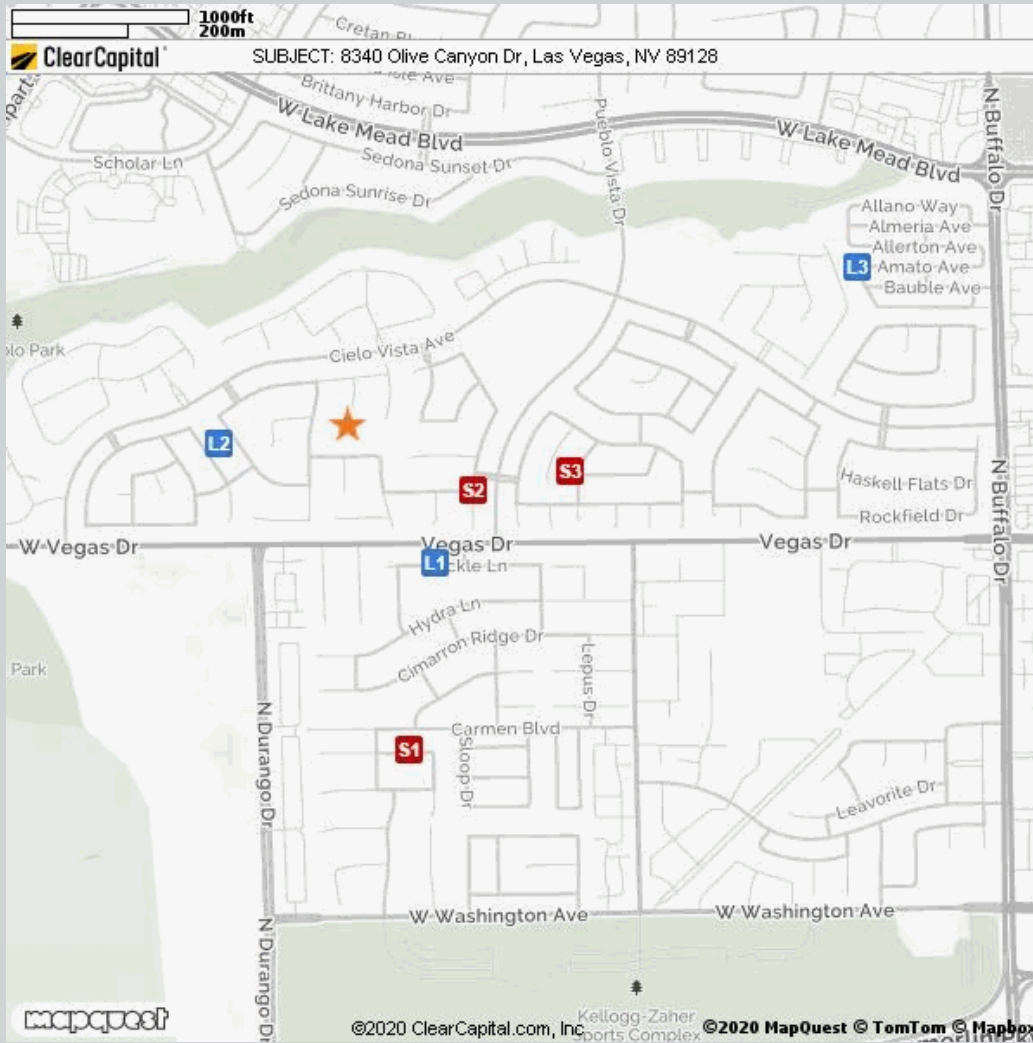 1000ft
200m
ClearCapital
SUBJECT: 8340 Olive Canyon Dr, Las Vegas, NV 89128
Cretan
Ave
Brittany Harbor Dr
W Lake Mead Blvd
W Lake Mead Blvd
N Buffalo Dr
Pueblo Vista Dr
Scholar Ln
Sedona Sunset Dr
Sedona Sunrise Dr
Allano Way
Almeria Ave
Allerton Ave
L3
Amato Ave
Bauble Ave
Park
Cielo Vista Ave
L2
S3
S2
Haskell Flats Dr
N Buffalo Dr
Rockfield Dr
W Vegas Dr
Vegas Dr
Vegas Dr
L1
ckle Ln
Hydra Ln
Cimarron Ridge Dr
Lepus Dr
Park
N Durango Dr
Carmen Blvd
S1
Sloop Dr
Leavorite Dr
W Washington Ave
W Washington Ave
N Durango Dr
Kellogg-Zaher
Sports Complex
mapquest
©2020 ClearCapital.com, Inc
©2020 MapQuest © TomTom © Mapbox